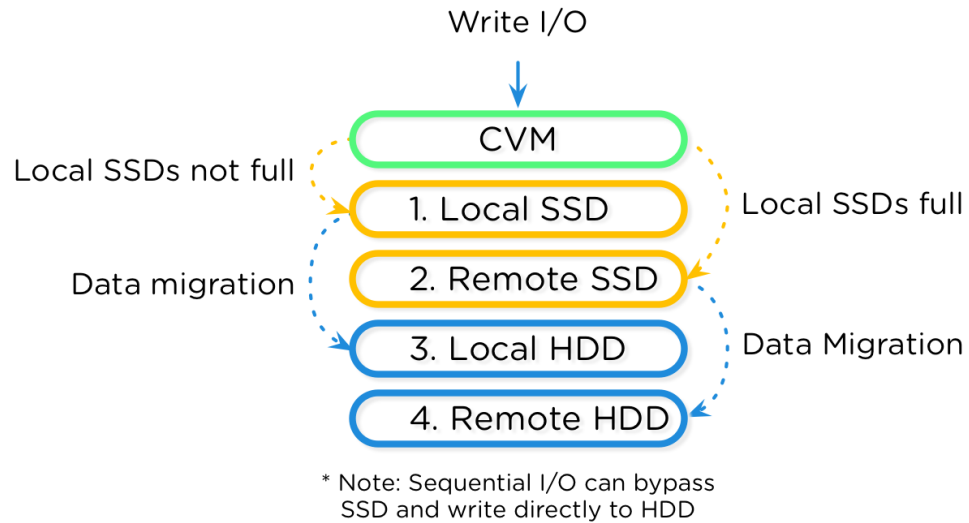 Write I/O
CVM
Local SSDs not full
1. Local SSD
Local SSDs full
2. Remote SSD
Data migration
3. Local HDD
Data Migration
4. Remote HDD
* Note: Sequential I/O can bypass
SSD and write directly to HDD